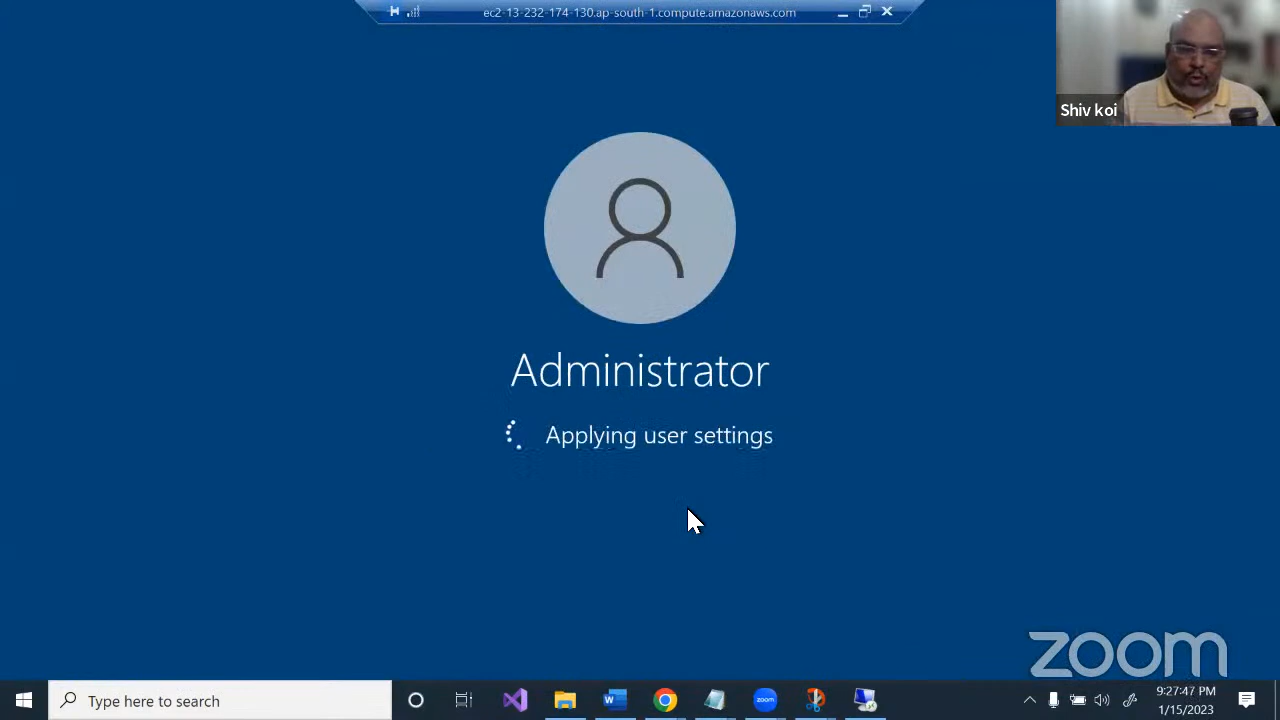 ec2-13-232-174-130.ap-south-1.compute.amazonaws.com
Shiv koi
Administrator
Applying user settings
zoom
Type here to search
zoom
9:27:47 PM
1/15/2023